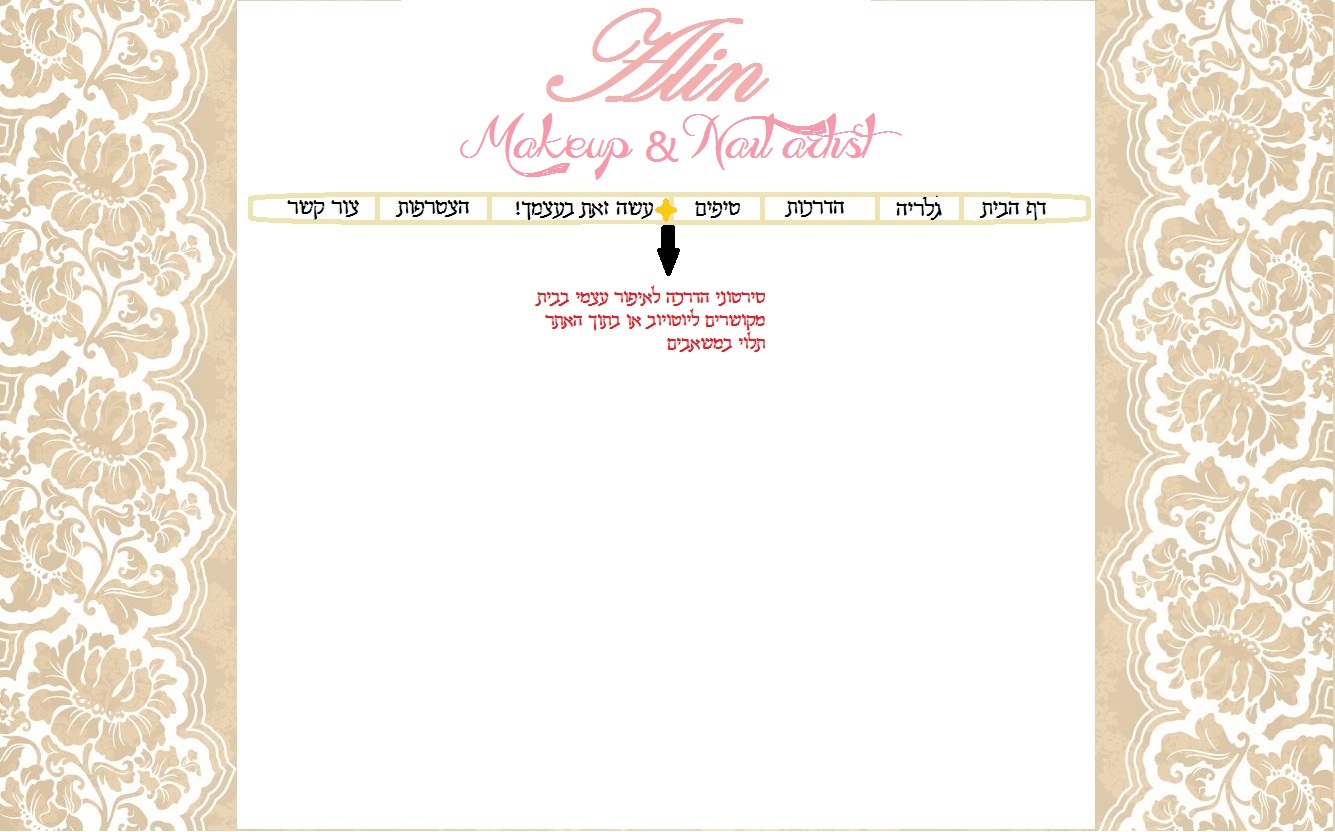 Alin
Makeup & Nail artist
דף הבית גלריה הדרכות טיפים עשה זאת בעצמך! הצטרפות צור קשר
סירטוני הדרכה לאיפור עצמי בבית
מקושרים ליוטויוב או בתוך האתר
תלוי במשאבים